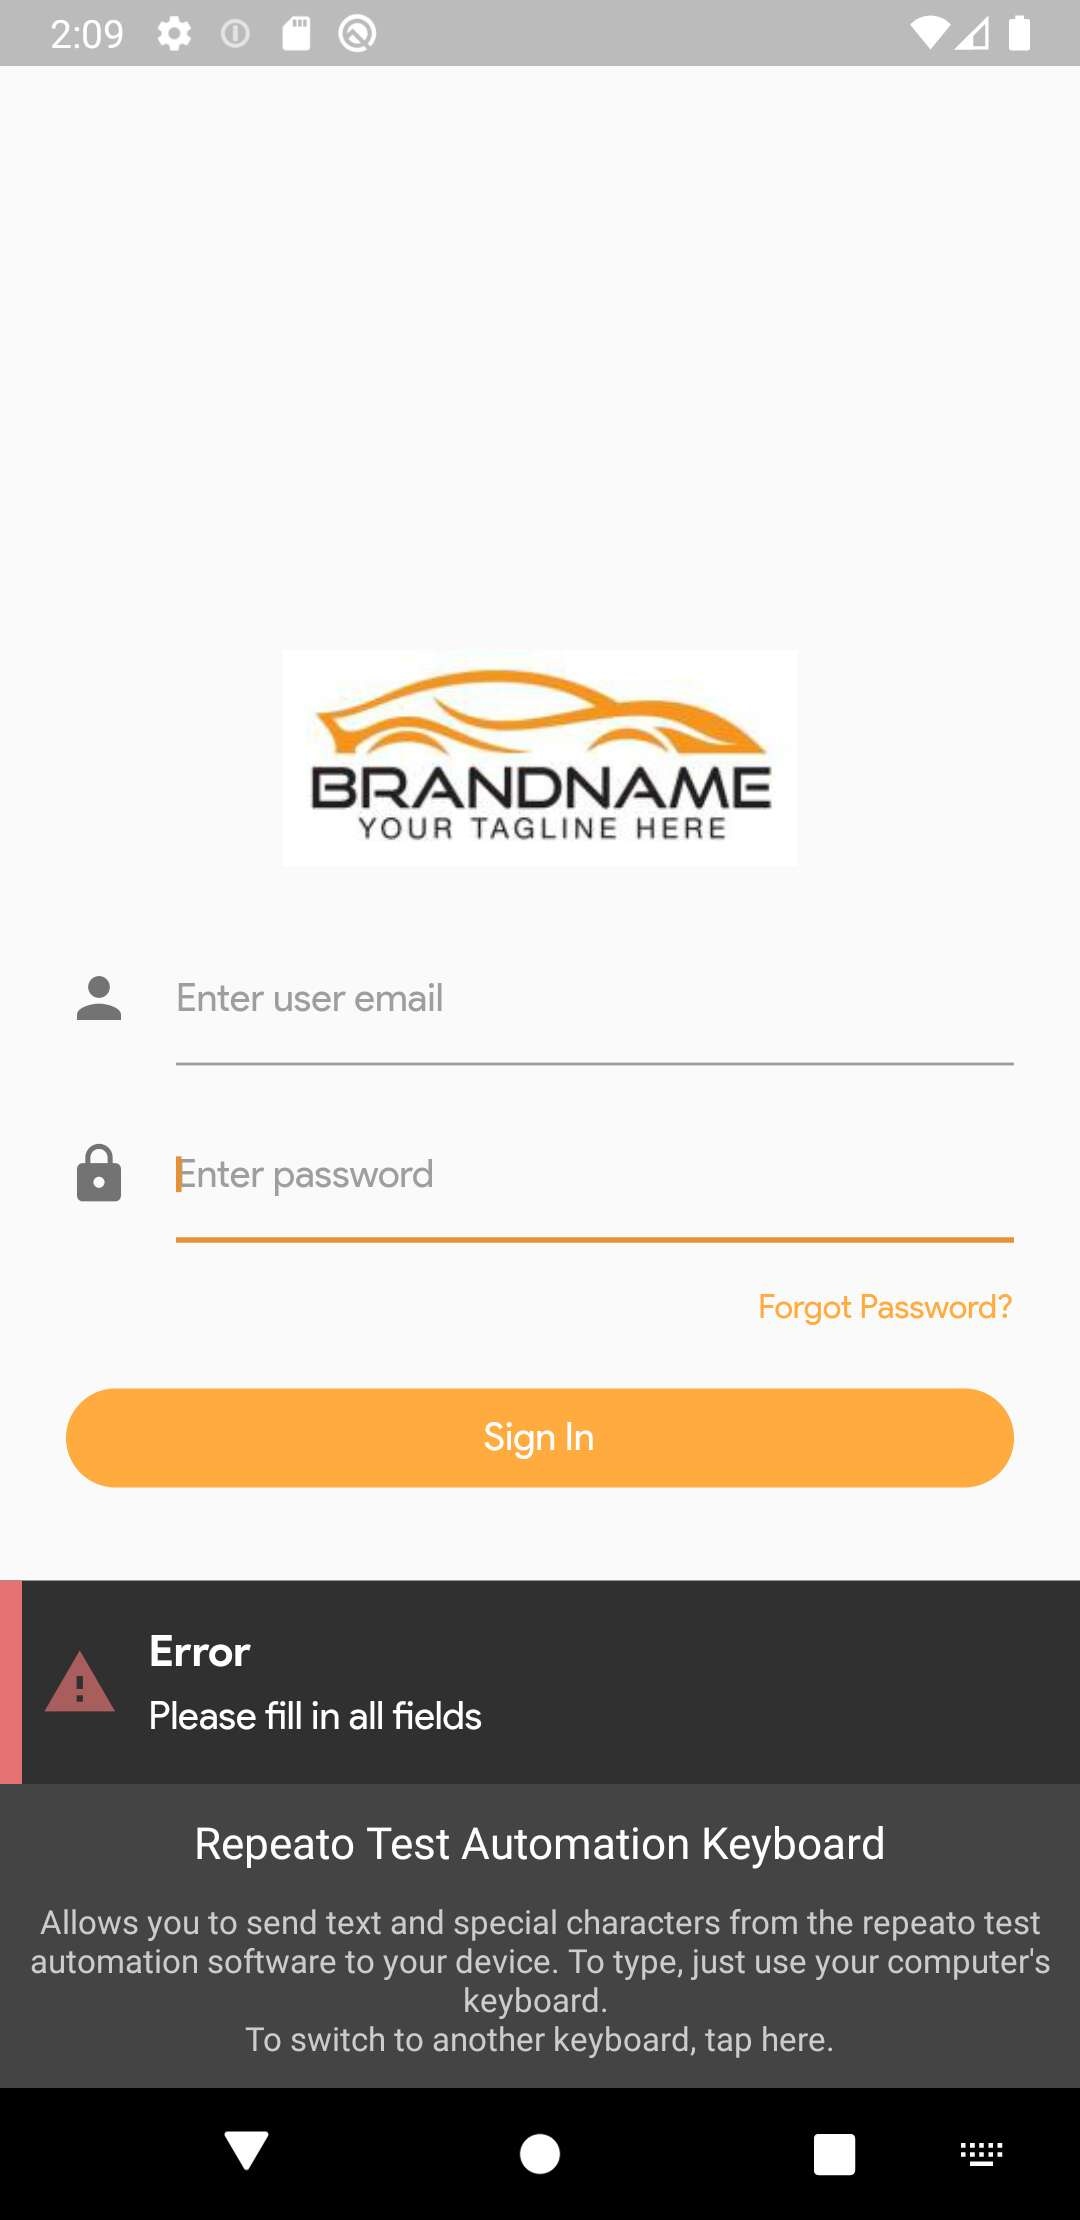 2:09
BRANDNAME
YOUR TAGLINE HERE
Enter user email
Enter password
Forgot Password?
Sign In
Error
Please fill in all fields
Repeato Test Automation Keyboard
Allows you to send text and special characters from the repeato test
automation software to your device. To type, just use your computer's
keyboard.
To switch to another keyboard, tap here.